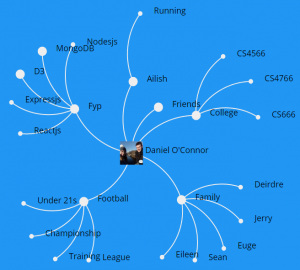 Running
Nodesjs
MongoDB
CS4566
D3
Ailish
CS4766
Expressjs
Fyp
Friends
College
CS666
Reactjs
Daniel O'Connor
Deirdre
Under 21s
Football
Family
Jerry
Championship
Euge
Training League
Eileen
Sean